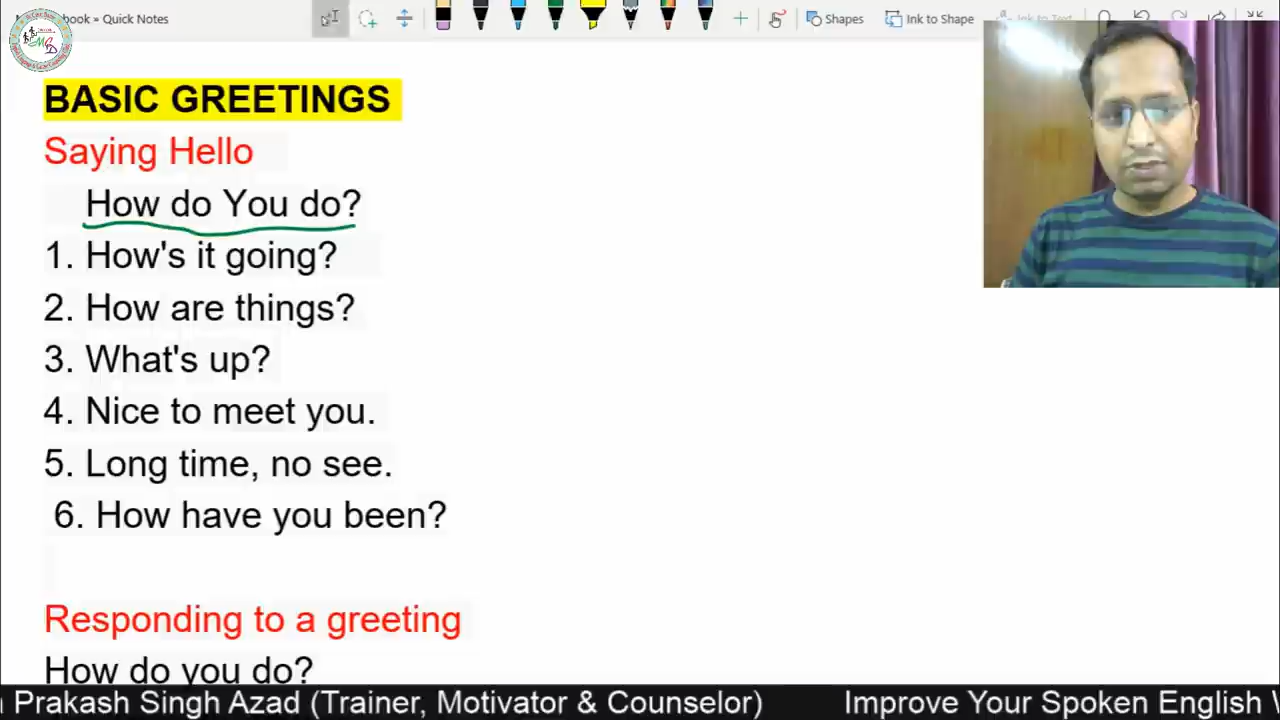 book » Quick Notes
Shapes
Ink to Shape
Ink to Text
BASIC GREETINGS
Saying Hello
How do You do?
1. How's it going?
2. How are things?
3. What's up?
4. Nice to meet you.
5. Long time, no see.
6. How have you been?
Responding to a greeting
How do you do?
Prakash Singh Azad (Trainer, Motivator & Counselor) Improve Your Spoken English